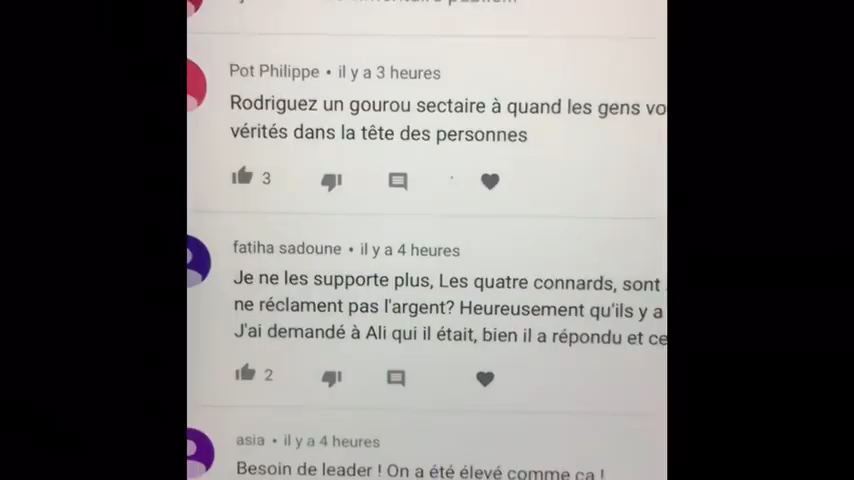 Pot Philippe • il y a 3 heures
Rodriguez un gourou sectaire à quand les gens vo
vérités dans la tête des personnes
3
fatiha sadoune • il y a 4 heures
Je ne les supporte plus, Les quatre connards, sont
ne réclament pas l'argent? Heureusement qu'ils y a
J'ai demandé à Ali qui il était, bien il a répondu et ce
2
asia • il y a 4 heures
Besoin de leader ! On a été élevé comme ça !